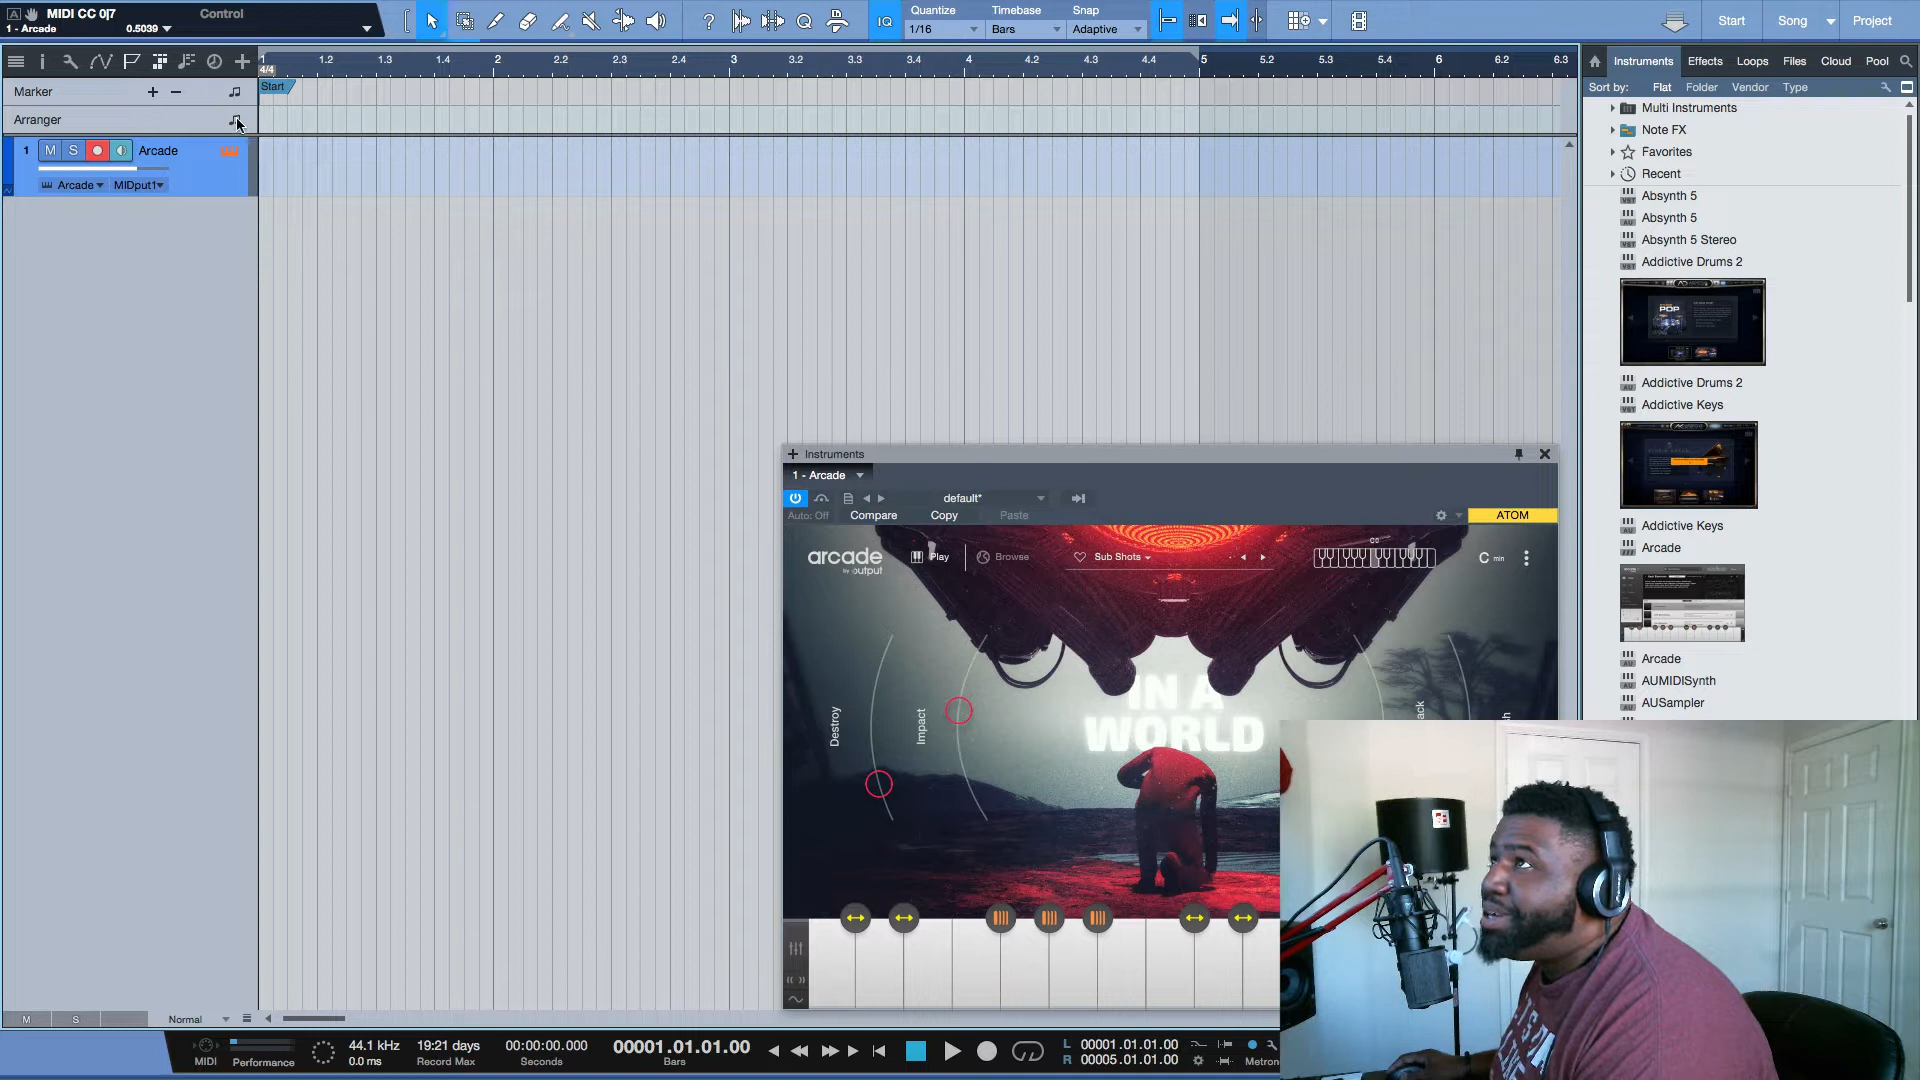 MIDI CC 0|7
Control
1 - Arcade
0.5039
IQ
Quantize
Timebase
Snap
1/16
Bars
Adaptive
Start
Song
Project
1
1.2
1.3
1.4
2
2.2
2.3
2.4
3
3.2
3.3
3.4
4
4.2
4.3
4.4
5
5.2
5.3
5.4
6
6.2
6.3
4/4
Marker
Start
Arranger
1
M
S
Arcade
Arcade
MIDput1
Instruments
Effects
Loops
Files
Cloud
Pool
Sort by:
Flat
Folder
Vendor
Type
Multi Instruments
Note FX
Favorites
Recent
Absynth 5
Absynth 5
Absynth 5 Stereo
Addictive Drums 2
POP
Addictive Drums 2
Addictive Keys
Addictive Keys
Arcade
Arcade
AUMIDISynth
AUSampler
Instruments
1 - Arcade
default*
Auto: Off
Compare
Copy
Paste
ATOM
arcade
by output
Play
Browse
Sub Shots
C0
C min
Destroy
Impact
IN A
WORLD
M
S
Normal
MIDI
Performance
44.1 kHz
0.0 ms
19:21 days
Record Max
00:00:00.000
Seconds
00001.01.01.00
Bars
L
00001.01.01.00
R
00005.01.01.00
Metron